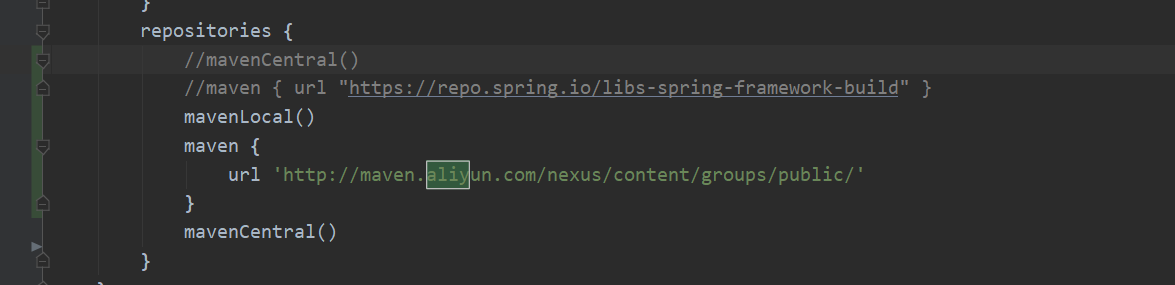 }
repositories {
//mavenCentral()
//maven { url "https://repo.spring.io/libs-spring-framework-build" }
mavenLocal()
maven {
url 'http://maven.aliyun.com/nexus/content/groups/public/'
}
mavenCentral()
}
}